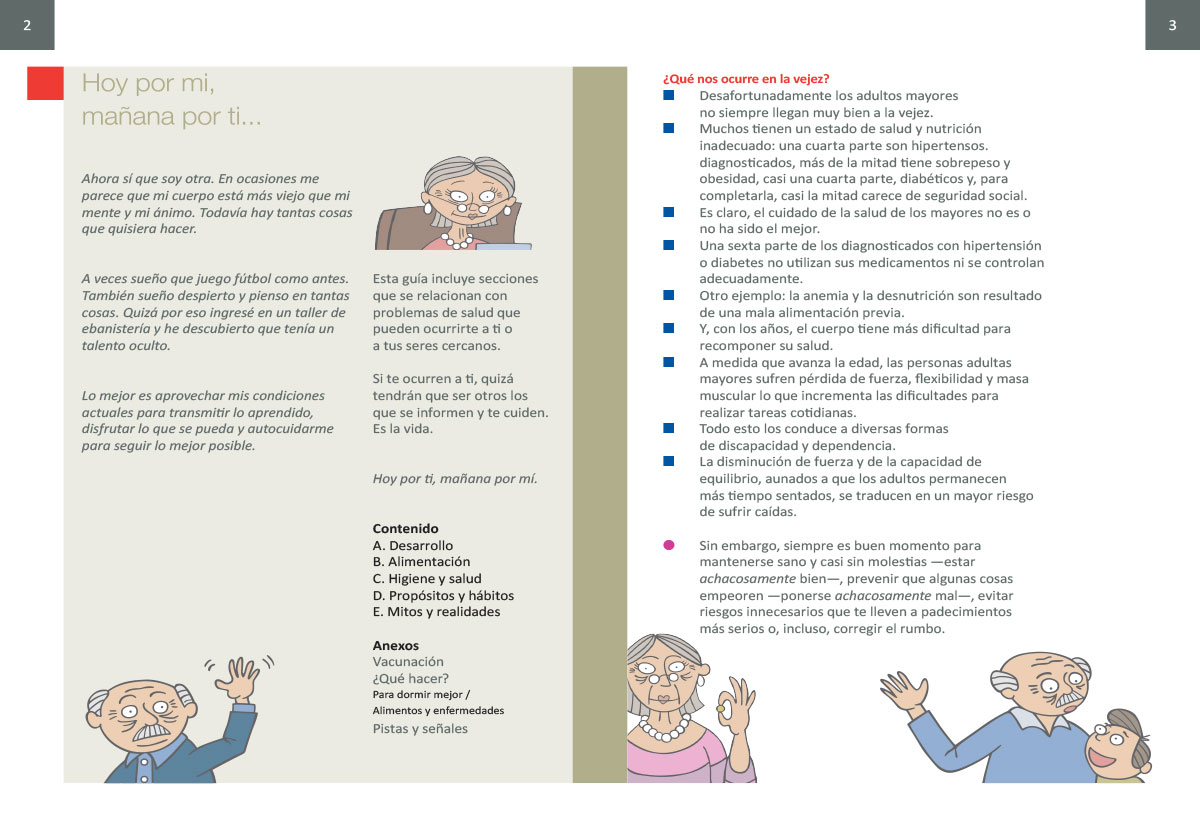 2
Hoy por mi,
mañana por ti...
Ahora sí que soy otra. En ocasiones me
parece que mi cuerpo está más viejo que mi
mente y mi ánimo. Todavía hay tantas cosas
que quisiera hacer.
A veces sueño que juego fútbol como antes.
También sueño despierto y pienso en tantas
cosas. Quizá por eso ingresé en un taller de
ebanistería y he descubierto que tenía un
talento oculto.
Lo mejor es aprovechar mis condiciones
actuales para transmitir lo aprendido,
disfrutar lo que se pueda y autocuidarme
para seguir lo mejor posible.
Esta guía incluye secciones
que se relacionan con
problemas de salud que
pueden ocurrirte a ti o
a tus seres cercanos.
Si te ocurren a ti, quizá
tendrán que ser otros los
que se informen y te cuiden.
Es la vida.
Hoy por ti, mañana por mí.
Contenido
A. Desarrollo
B. Alimentación
C. Higiene y salud
D. Propósitos y hábitos
E. Mitos y realidades
Anexos
Vacunación
¿Qué hacer?
Para dormir mejor /
Alimentos y enfermedades
Pistas y señales
3
¿Qué nos ocurre en la vejez?
Desafortunadamente los adultos mayores
no siempre llegan muy bien a la vejez.
Muchos tienen un estado de salud y nutrición
inadecuado: una cuarta parte son hipertensos.
diagnosticados, más de la mitad tiene sobrepeso y
obesidad, casi una cuarta parte, diabéticos y, para
completarla, casi la mitad carece de seguridad social.
Es claro, el cuidado de la salud de los mayores no es o
no ha sido el mejor.
Una sexta parte de los diagnosticados con hipertensión
o diabetes no utilizan sus medicamentos ni se controlan
adecuadamente.
Otro ejemplo: la anemia y la desnutrición son resultado
de una mala alimentación previa.
Y, con los años, el cuerpo tiene más dificultad para
recomponer su salud.
A medida que avanza la edad, las personas adultas
mayores sufren pérdida de fuerza, flexibilidad y masa
muscular lo que incrementa las dificultades para
realizar tareas cotidianas.
Todo esto los conduce a diversas formas
de discapacidad y dependencia.
La disminución de fuerza y de la capacidad de
equilibrio, aunados a que los adultos permanecen
más tiempo sentados, se traducen en un mayor riesgo
de sufrir caídas.
Sin embargo, siempre es buen momento para
mantenerse sano y casi sin molestias —estar
achacosamente bien—, prevenir que algunas cosas
empeoren —ponerse achacosamente mal—, evitar
riesgos innecesarios que te lleven a padecimientos
más serios o, incluso, corregir el rumbo.